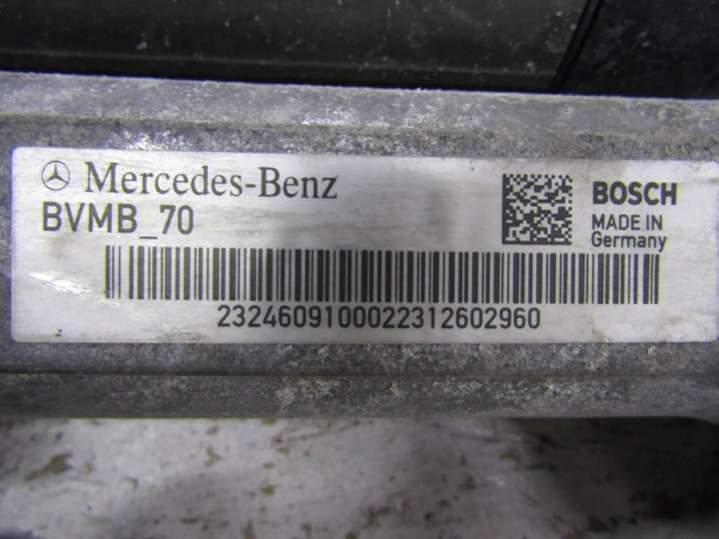 Mercedes-Benz
BVMB_70
BOSCH
MADE IN
Germany
2324609100022312602960